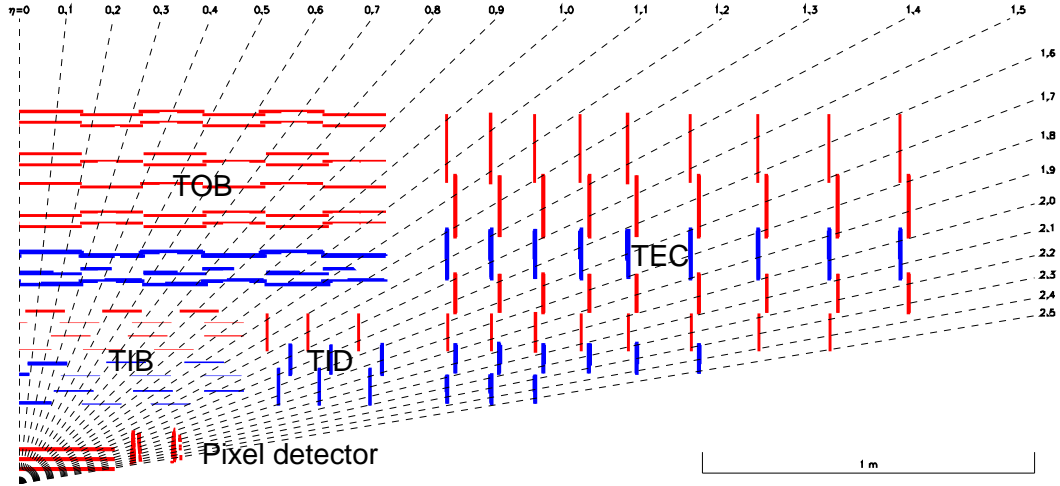 η=0 0,1 0,2 0,3 0,4 0,5 0,6 0,7 0,8 0,9 1,0 1,1 1,2 1,3 1,4 1,5
1,6
1,7
1,8
1,9
2,0
2,1
2,2
2,3
2,4
2,5
TOB
TEC
TIB
TID
Pixel detector
1 m